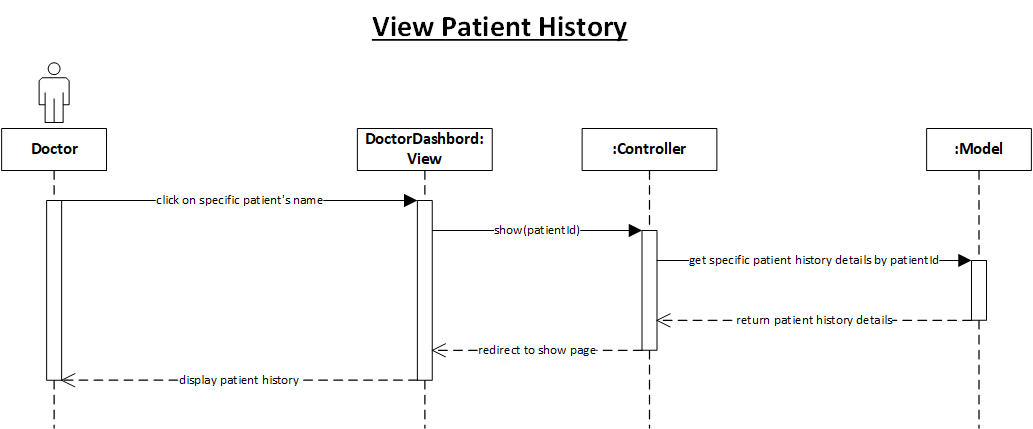 View Patient History
Doctor
DoctorDashbord:
View
:Controller
:Model
click on specific patient's name
show(patientId)
get specific patient history details by patientId
return patient history details
redirect to show page
display patient history